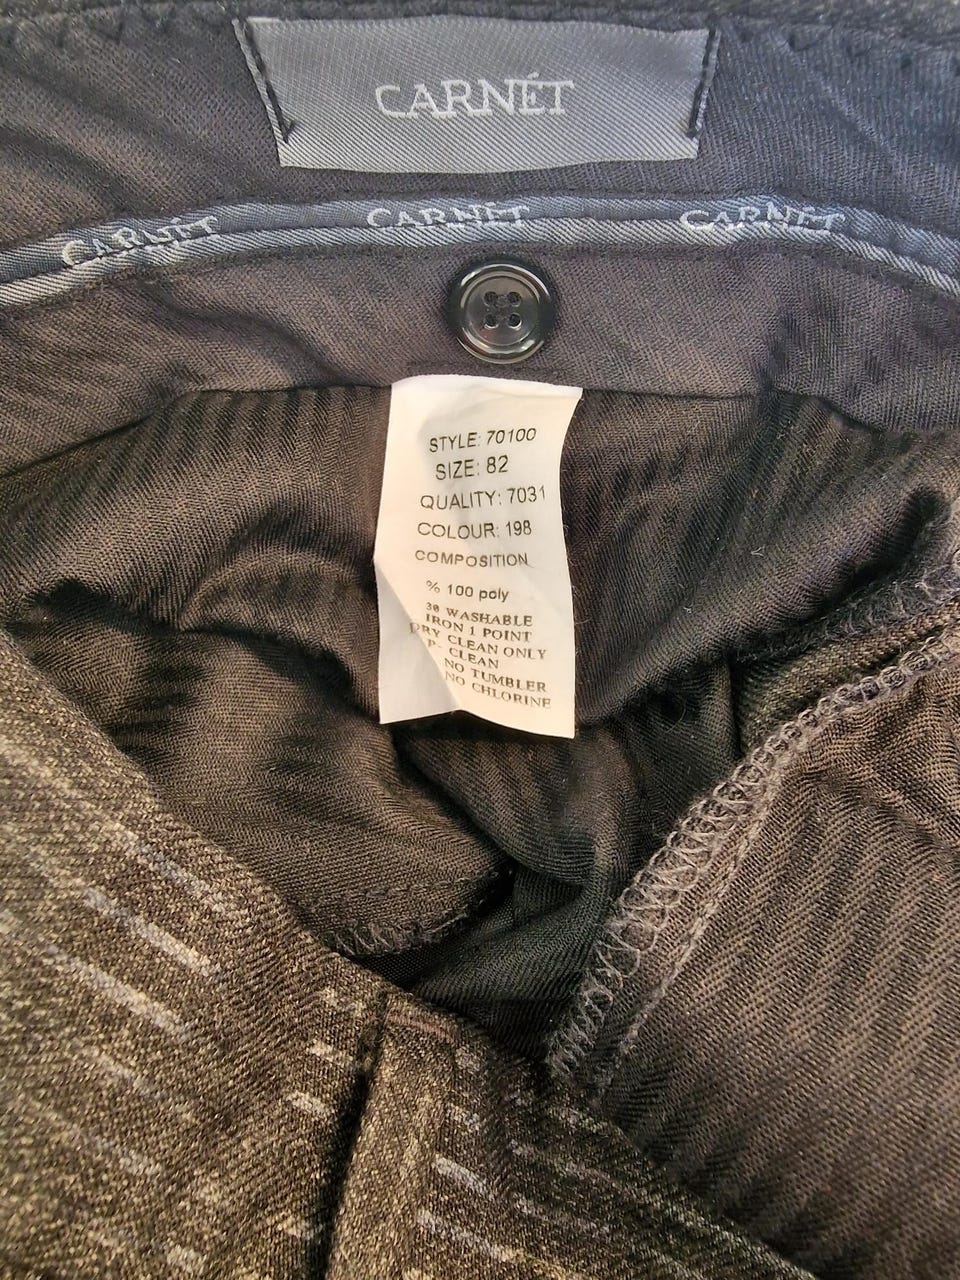 CARNÉT
CARNÉT CARNÉT CARNÉT
STYLE: 70100
SIZE: 82
QUALITY: 7031
COLOUR: 198
COMPOSITION
% 100 poly
30 WASHABLE
IRON 1 POINT
DRY CLEAN ONLY
P- CLEAN
NO TUMBLER
NO CHLORINE